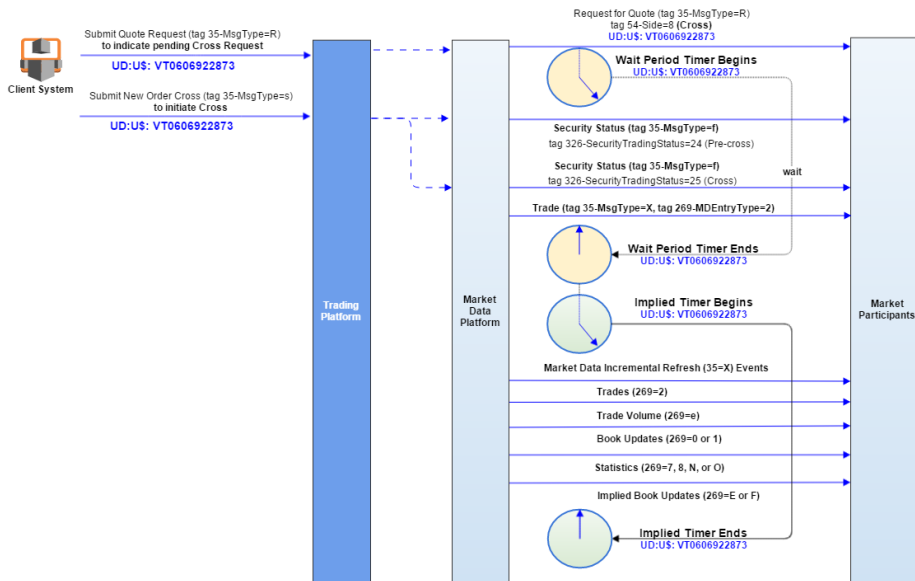 Submit Quote Request (tag 35-MsgType=R)
to indicate pending Cross Request
UD:U$: VT0606922873
Client System
Submit New Order Cross (tag 35-MsgType=s)
to initiate Cross
UD:U$: VT0606922873
Trading
Platform
Market
Data
Platform
Request for Quote (tag 35-MsgType=R)
tag 54-Side=8 (Cross)
UD:U$: VT0606922873
Wait Period Timer Begins
UD:U$: VT0606922873
Security Status (tag 35-MsgType=f)
tag 326-SecurityTradingStatus=24 (Pre-cross)
Security Status (tag 35-MsgType=f)
tag 326-SecurityTradingStatus=25 (Cross)
wait
Trade (tag 35-MsgType=X, tag 269-MDEntryType=2)
Wait Period Timer Ends
UD:U$: VT0606922873
Implied Timer Begins
UD:U$: VT0606922873
Market Data Incremental Refresh (35=X) Events
Trades (269=2)
Trade Volume (269=e)
Book Updates (269=0 or 1)
Statistics (269=7, 8, N, or O)
Implied Book Updates (269=E or F)
Implied Timer Ends
UD:U$: VT0606922873
Market
Participants